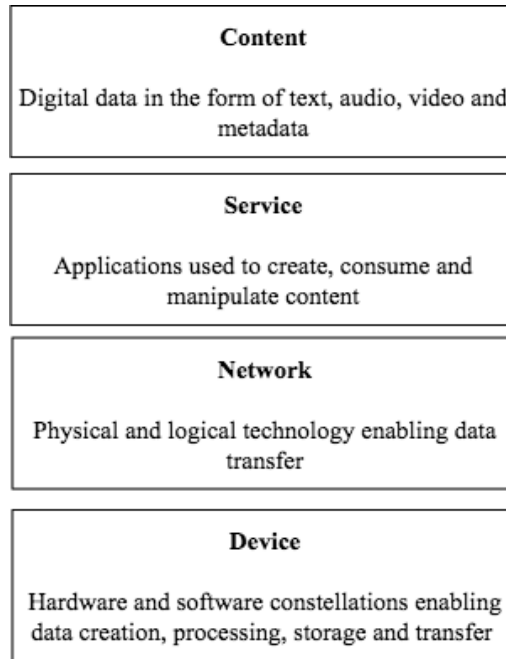 Content
Digital data in the form of text, audio, video and
metadata
Service
Applications used to create, consume and
manipulate content
Network
Physical and logical technology enabling data
transfer
Device
Hardware and software constellations enabling
data creation, processing, storage and transfer